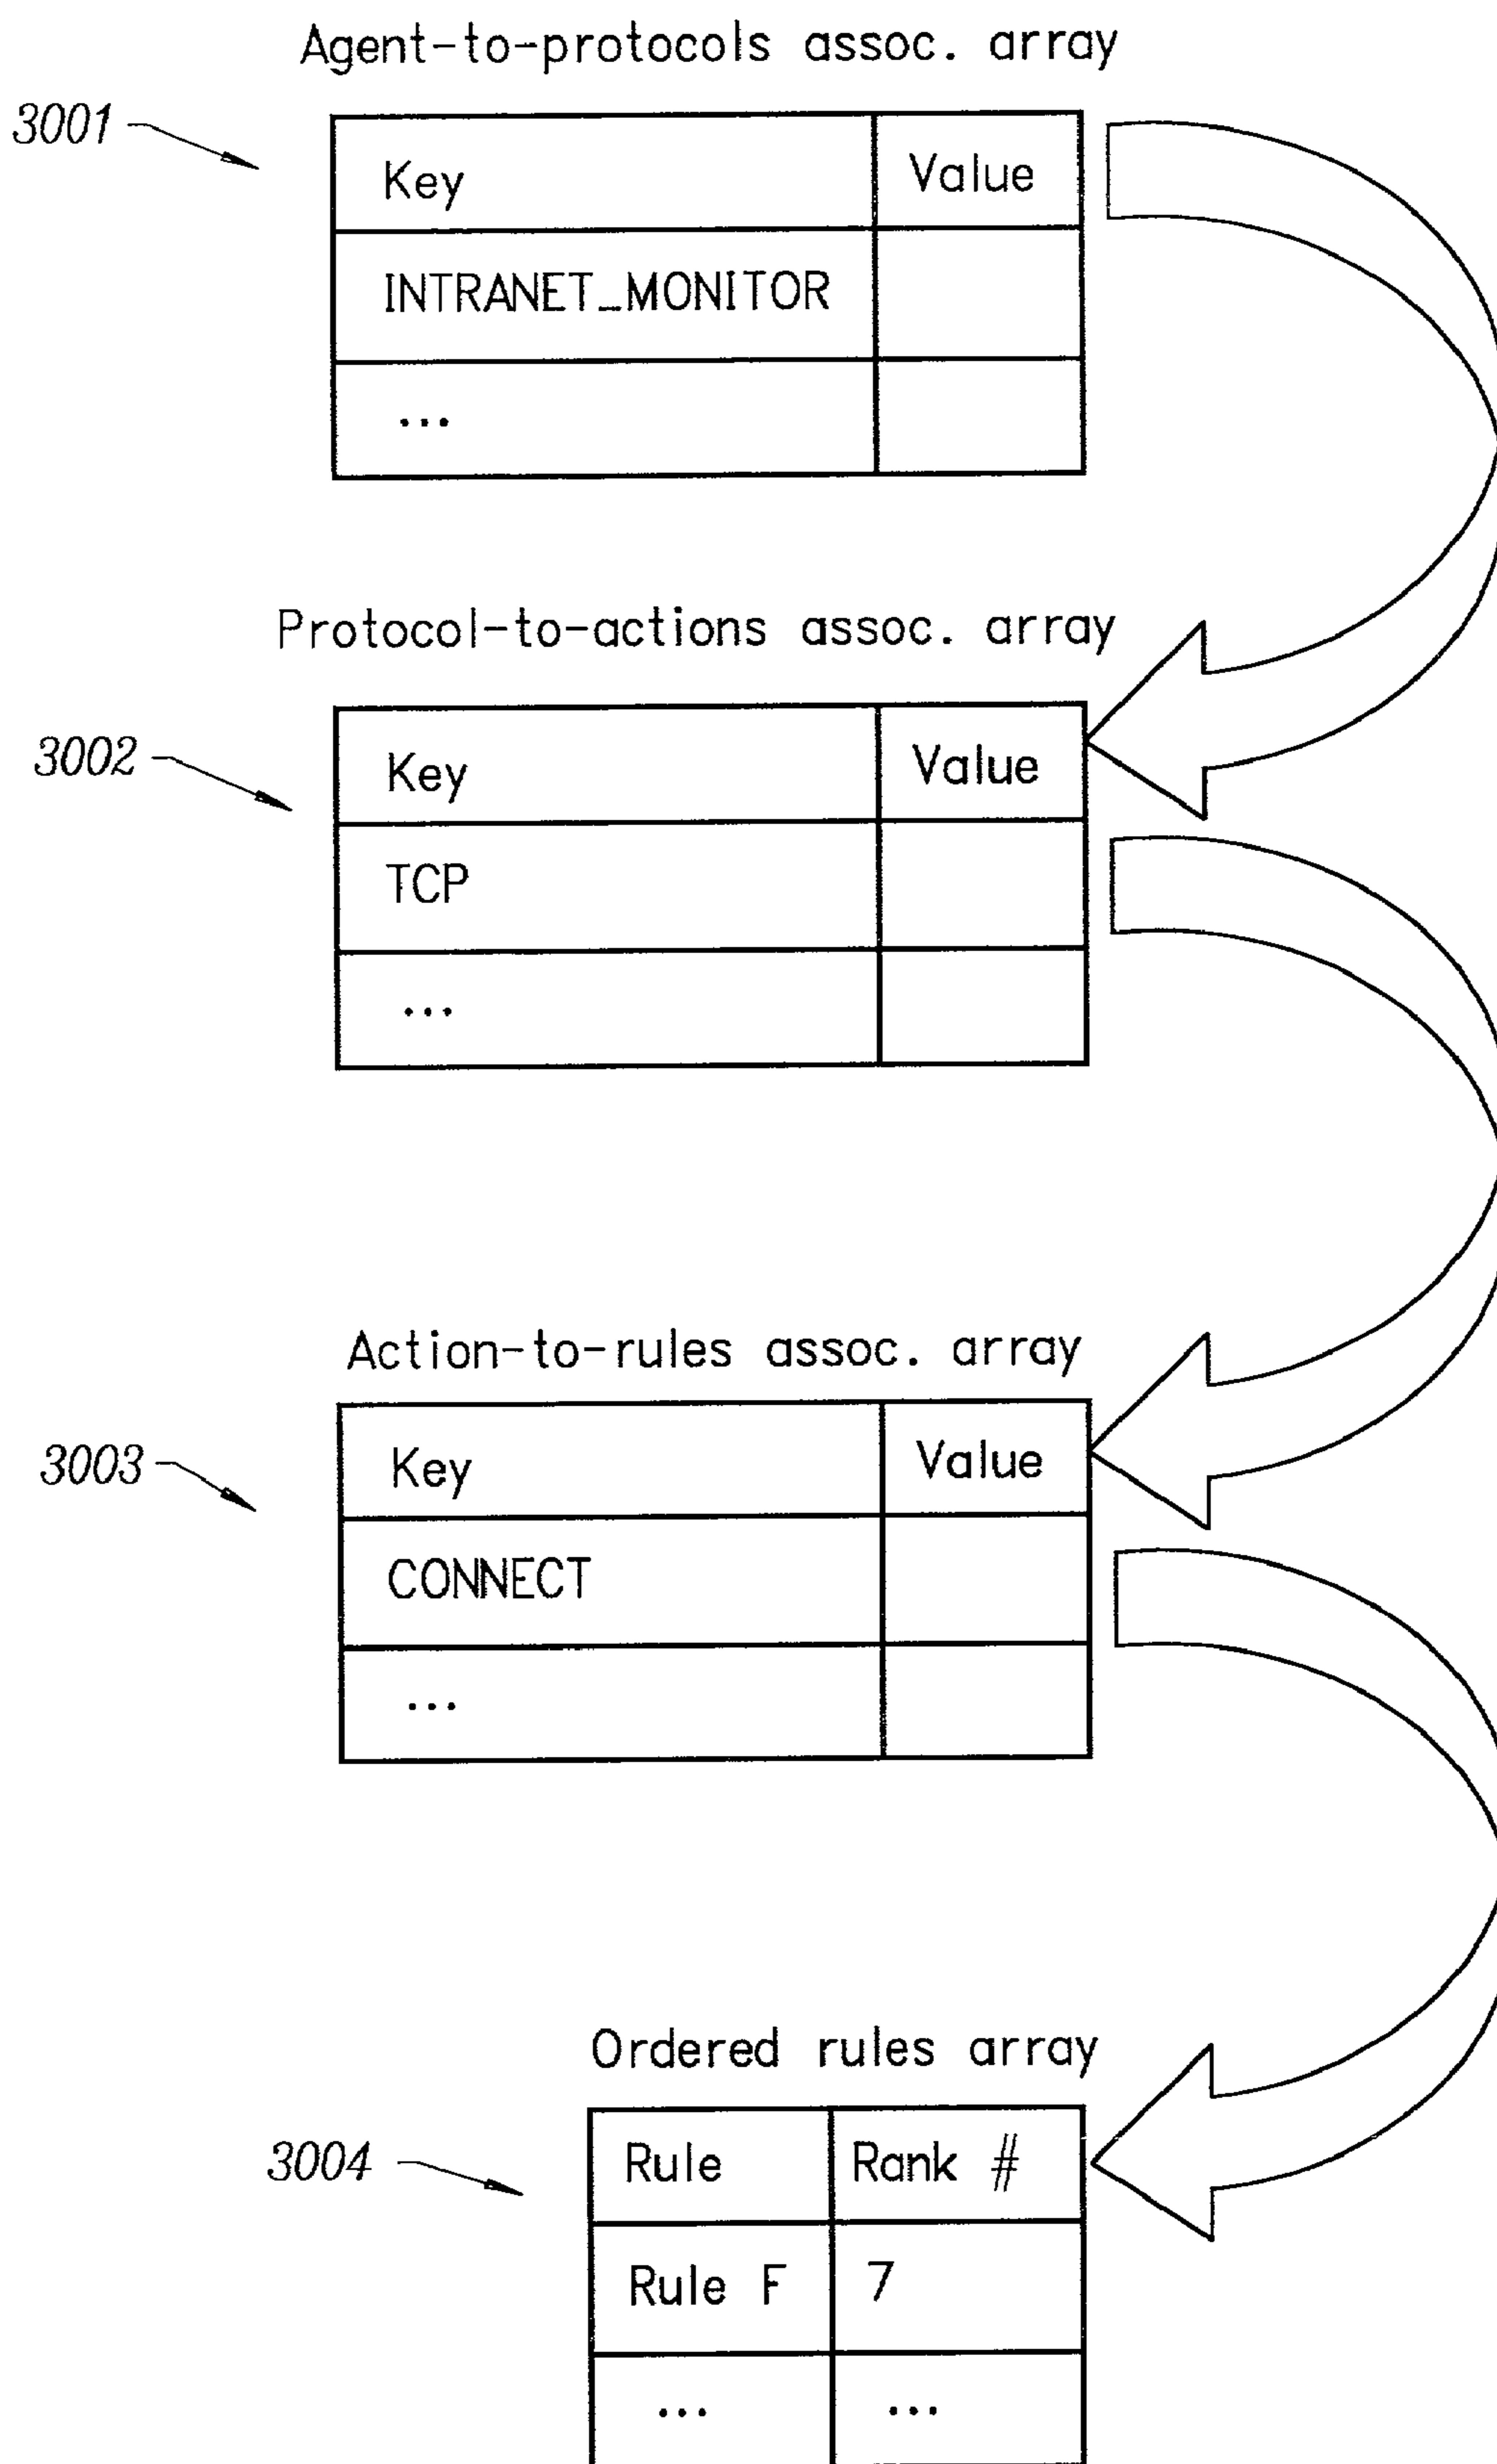 Agent-to-protocols assoc. array
3001
Key Value
INTRANET_MONITOR
...
Protocol-to-actions assoc. array
3002
Key Value
TCP
...
Action-to-rules assoc. array
3003
Key Value
CONNECT
...
Ordered rules array
3004
Rule Rank #
Rule F 7
... ...